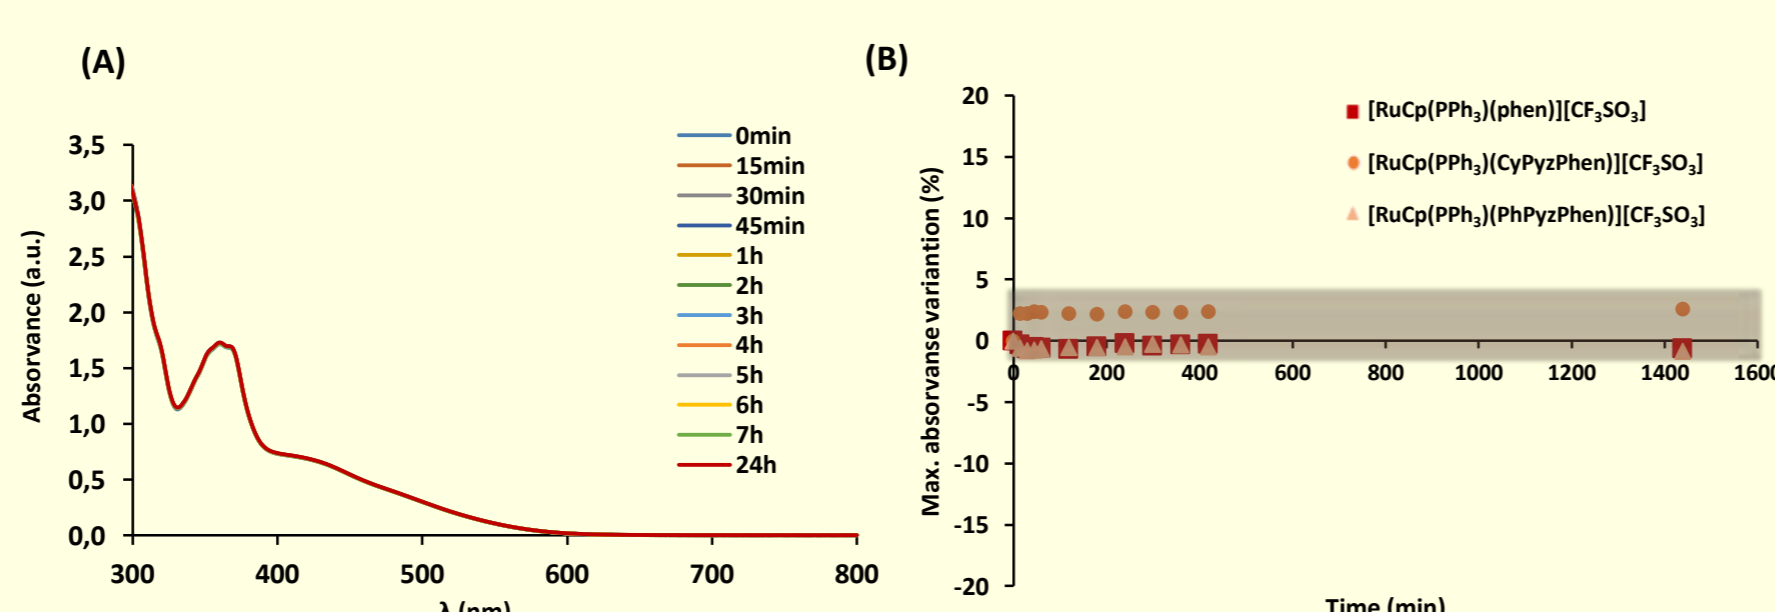 (A)
3,5
3,0
2,5
2,0
1,5
1,0
0,5
0,0
Absorvance (a.u.)
300 400 500 600 700 800
λ (nm)
0min
15min
30min
45min
1h
2h
3h
4h
5h
6h
7h
24h
(B)
20
15
10
5
0
-5
-10
-15
-20
Max. absorvanse variantion (%)
0 200 400 600 800 1000 1200 1400 1600
Time (min)
[RuCp(PPh₃)(phen)][CF₃SO₃]
[RuCp(PPh₃)(CyPyzPhen)][CF₃SO₃]
[RuCp(PPh₃)(PhPyzPhen)][CF₃SO₃]